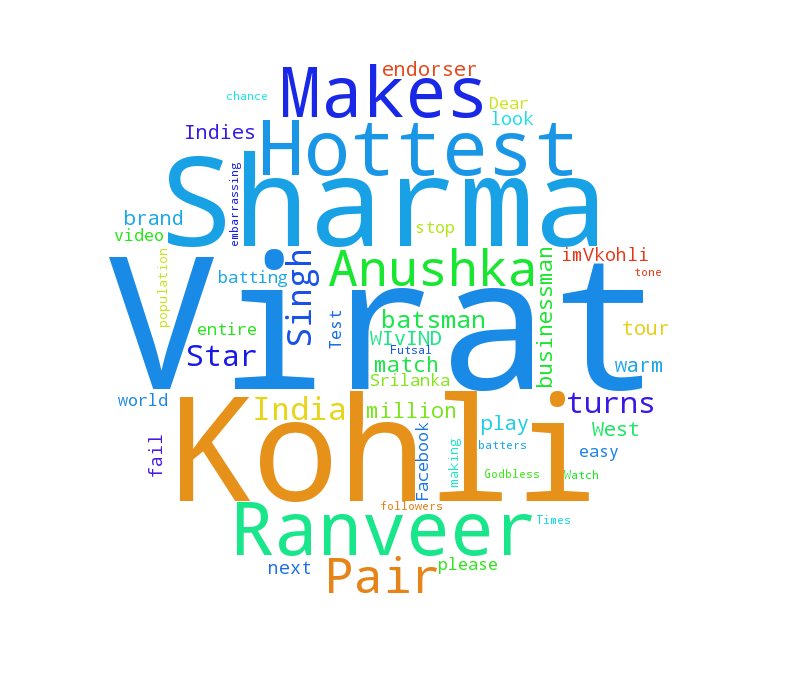 endorser
Makes
chance
Dear
look
Indies
Hottest
Sharma
embarrassing
brand
video
stop
population
batting
Singh
Anushka
businessman
imVkohli
tone
Virat
entire
Test
batsman
WIvIND
Futsal
tour
Star
match
warm
Srilanka
world
Kohli
India
million
turns
play
West
fail
Facebook
making
batters
easy
Godbless
Watch
followers
Ranveer
Times
next
Pair
please